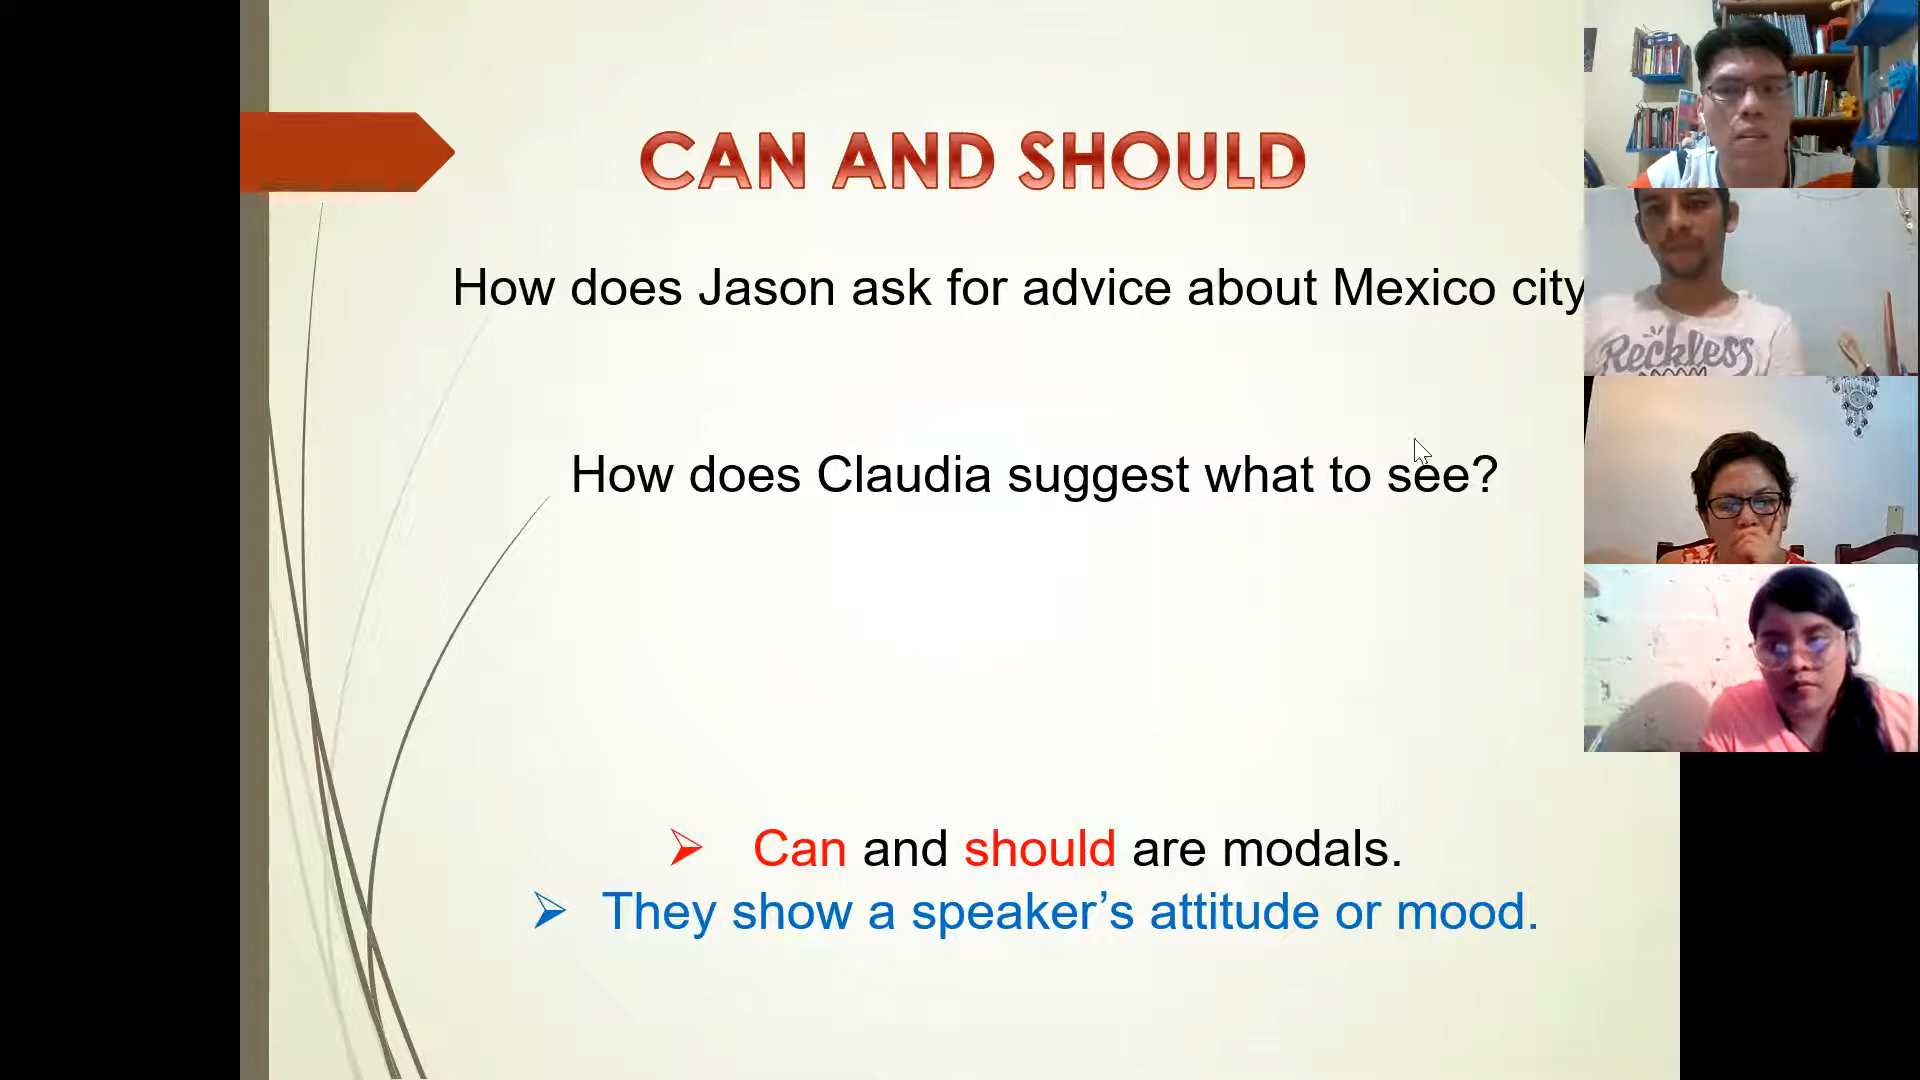 CAN AND SHOULD
How does Jason ask for advice about Mexico city
How does Claudia suggest what to see?
Can and should are modals.
They show a speaker’s attitude or mood.
Reckless